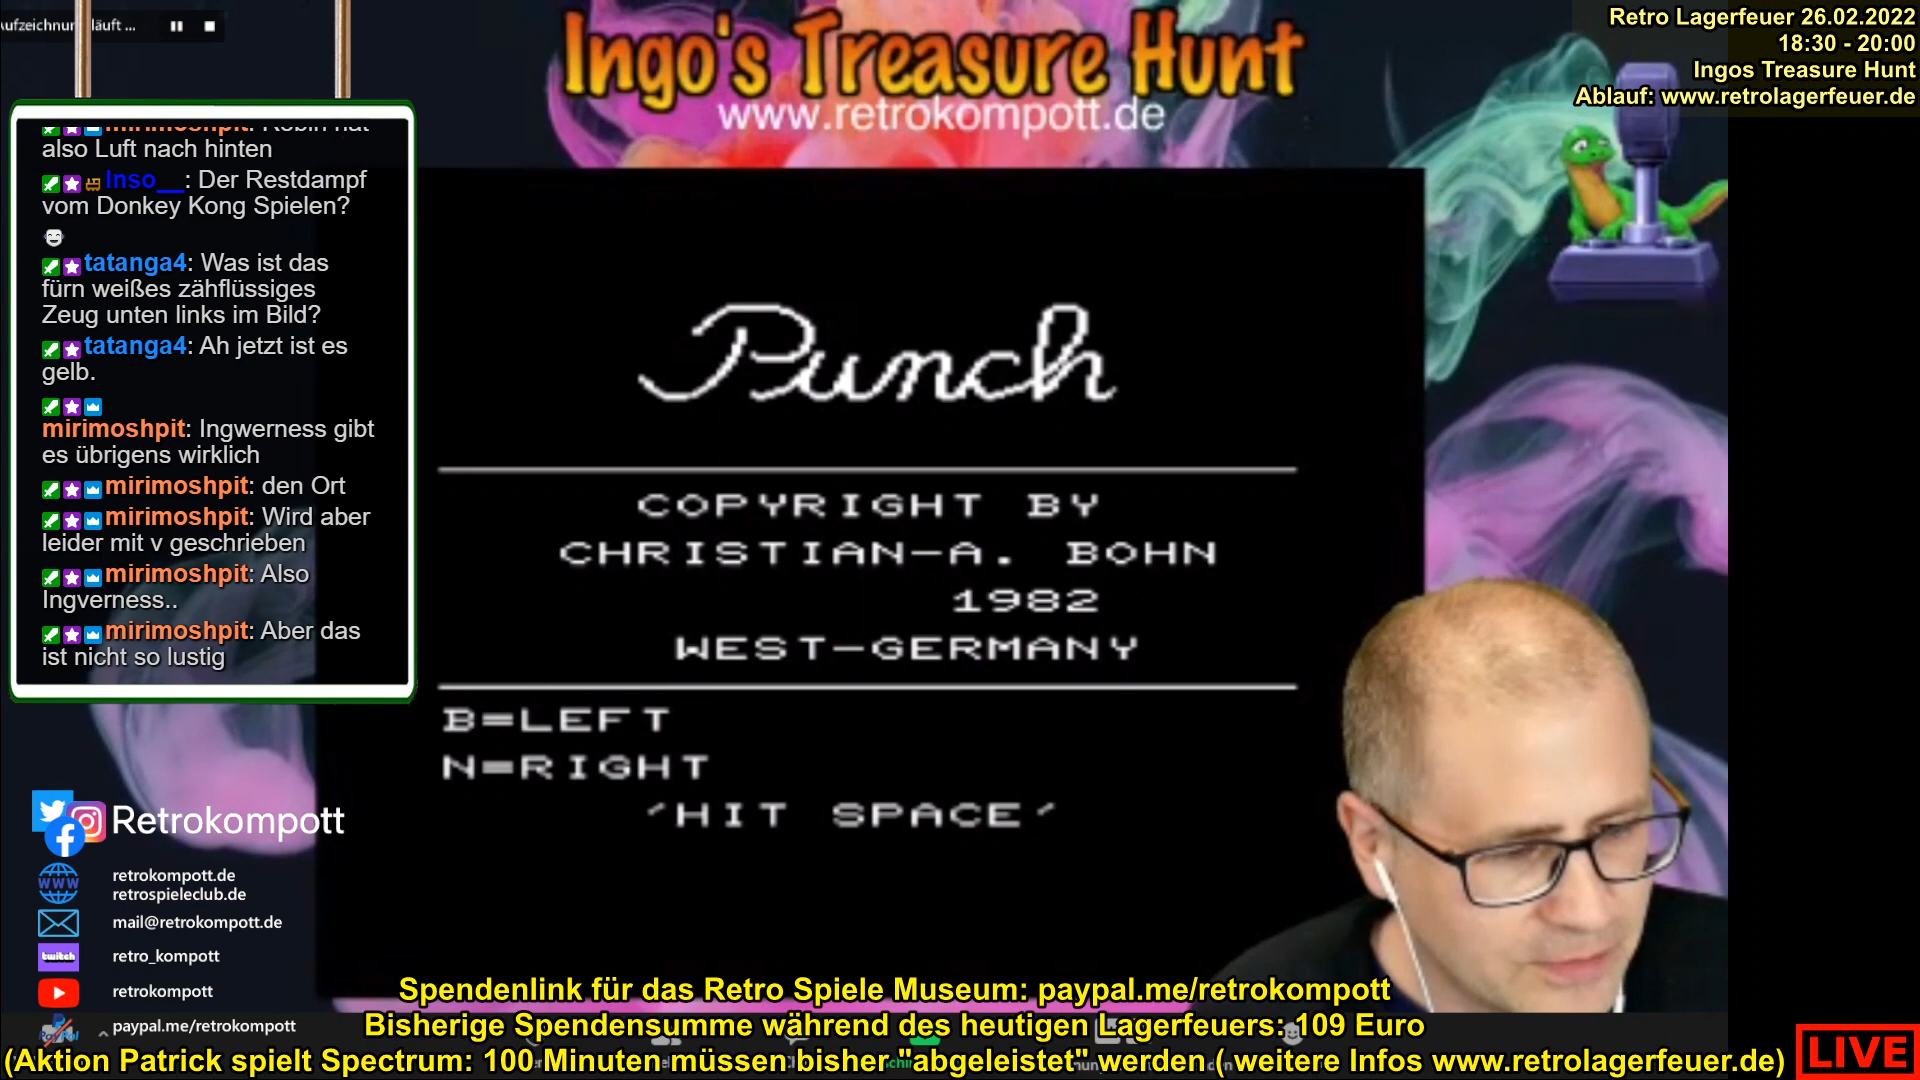 Aufzeichnung läuft ...
Ingo's Treasure Hunt
www.retrokompott.de
Retro Lagerfeuer 26.02.2022
18:30 - 20:00
Ingos Treasure Hunt
Ablauf: www.retrolagerfeuer.de
mirimoshpit: Robin hat
also Luft nach hinten
Inso__: Der Restdampf
vom Donkey Kong Spielen?
tatanga4: Was ist das
fürn weißes zähflüssiges
Zeug unten links im Bild?
tatanga4: Ah jetzt ist es
gelb.
mirimoshpit: Ingwerness gibt
es übrigens wirklich
mirimoshpit: den Ort
mirimoshpit: Wird aber
leider mit v geschrieben
mirimoshpit: Also
Ingverness..
mirimoshpit: Aber das
ist nicht so lustig
Punch
COPYRIGHT BY
CHRISTIAN-A. BOHN
1982
WEST-GERMANY
B=LEFT
N=RIGHT
'HIT SPACE'
Retrokompott
www
retrokompott.de
retrospieleclub.de
mail@retrokompott.de
twitch
retro_kompott
retrokompott
paypal.me/retrokompott
Spendenlink für das Retro Spiele Museum: paypal.me/retrokompott
Bisherige Spendensumme während des heutigen Lagerfeuers: 109 Euro
(Aktion Patrick spielt Spectrum: 100 Minuten müssen bisher "abgeleistet" werden ( weitere Infos www.retrolagerfeuer.de)
LIVE